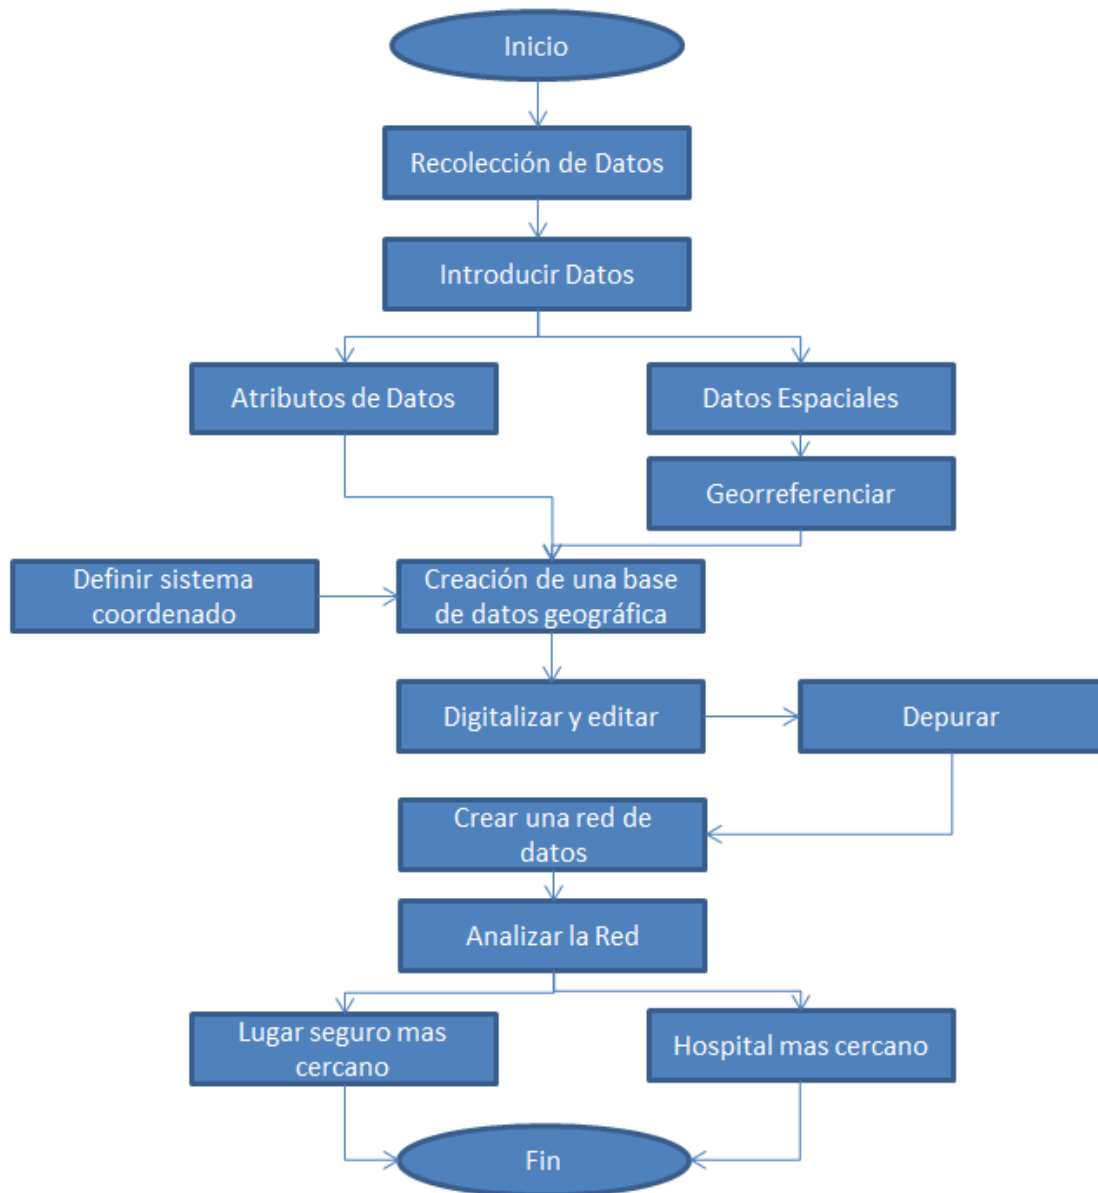 Inicio
Recolección de Datos
Introducir Datos
Atributos de Datos
Datos Espaciales
Georreferenciar
Definir sistema
coordenado
Creación de una base
de datos geográfica
Digitalizar y editar
Depurar
Crear una red de
datos
Analizar la Red
Lugar seguro mas
cercano
Hospital mas cercano
Fin